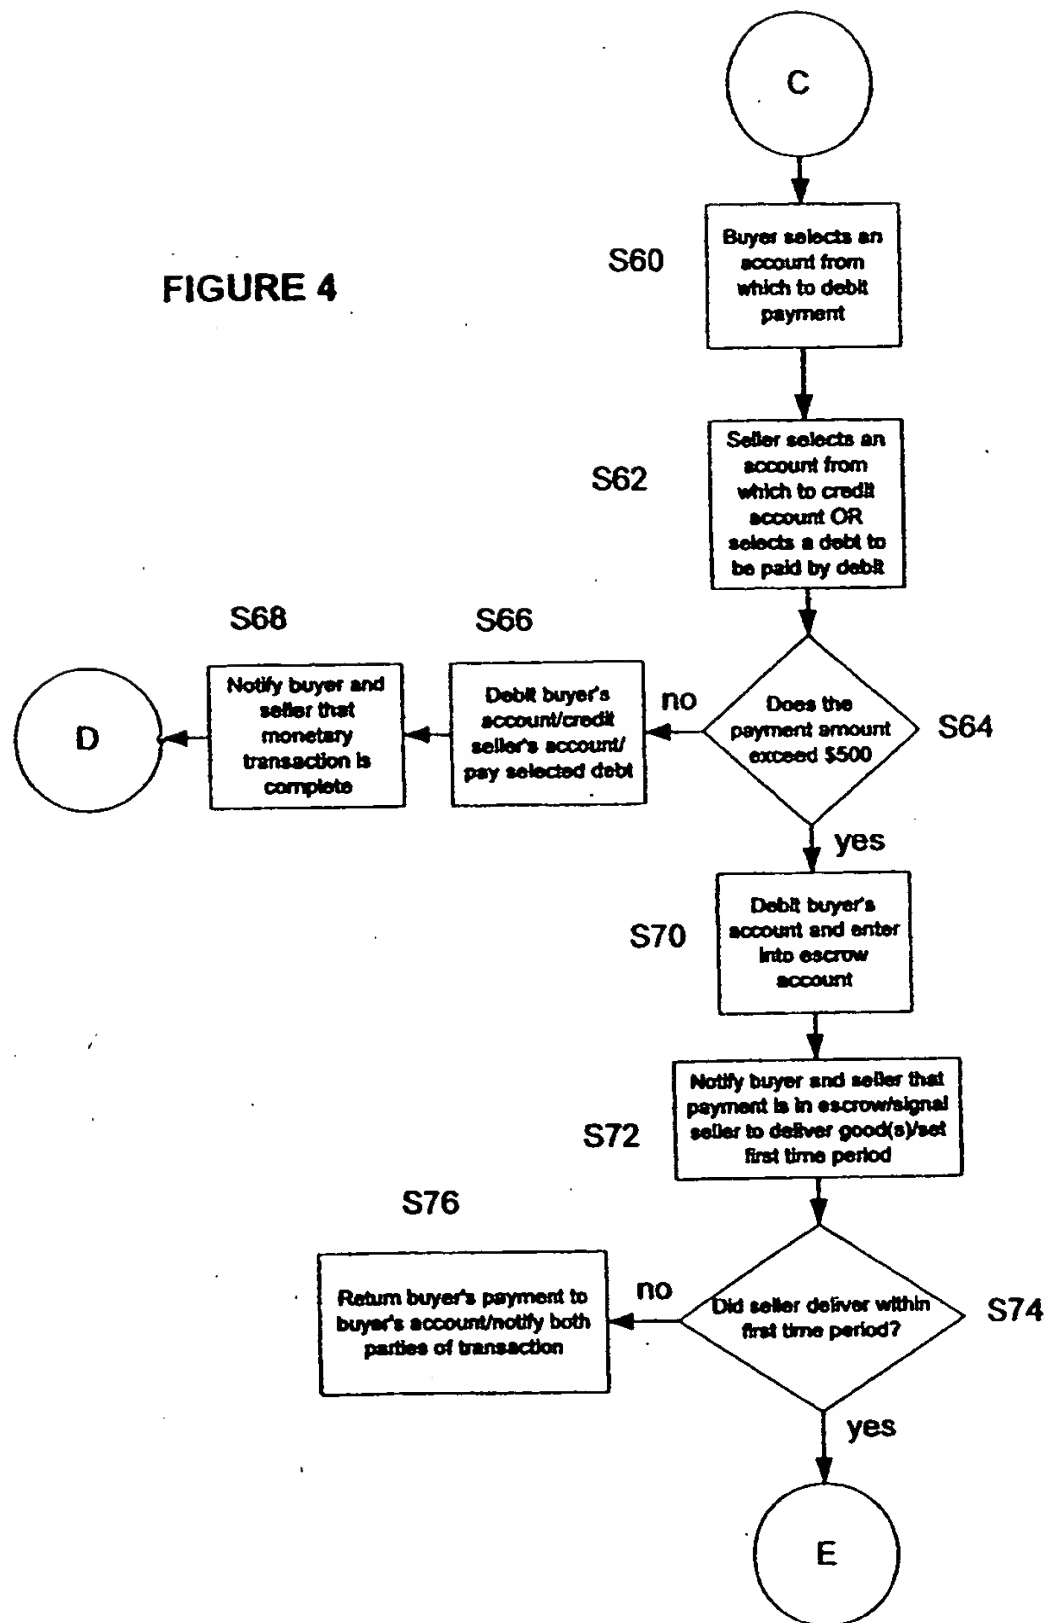 C
S60
Buyer selects an
account from
which to debit
payment
FIGURE 4
S62
Seller selects an
account from
which to credit
account OR
selects a debt to
be paid by debit
S68
S66
D
Notify buyer and
seller that
monetary
transaction is
complete
Debit buyer's
account/credit
seller's account/
pay selected debt
no
Does the
payment amount
exceed $500
S64
yes
S70
Debit buyer's
account and enter
into escrow
account
S72
Notify buyer and seller that
payment is in escrow/signal
seller to deliver good(s)/set
first time period
S76
Return buyer's payment to
buyer's account/notify both
parties of transaction
no
Did seller deliver within
first time period?
S74
yes
E